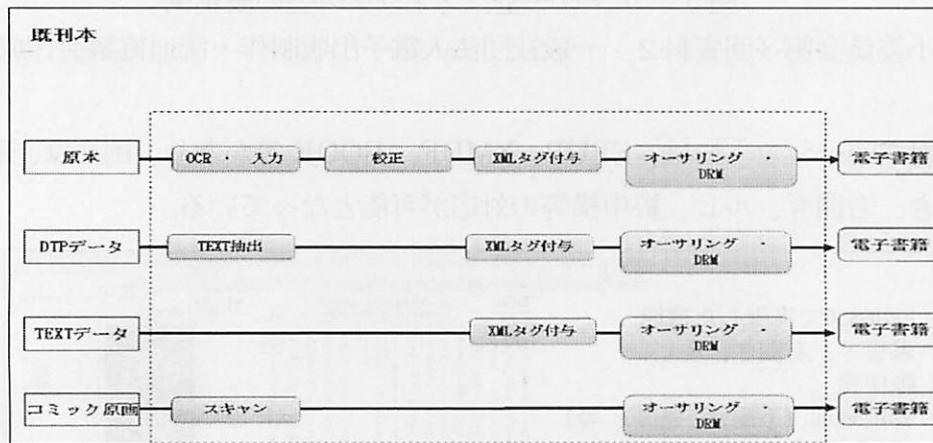 既刊本
原本 OCR・ 入力 校正 XMLタグ付与 オーサリング ・ DRM 電子書籍
DTPデータ TEXT抽出 XMLタグ付与 オーサリング ・ DRM 電子書籍
TEXTデータ XMLタグ付与 オーサリング ・ DRM 電子書籍
コミック原画 スキャン オーサリング ・ DRM 電子書籍